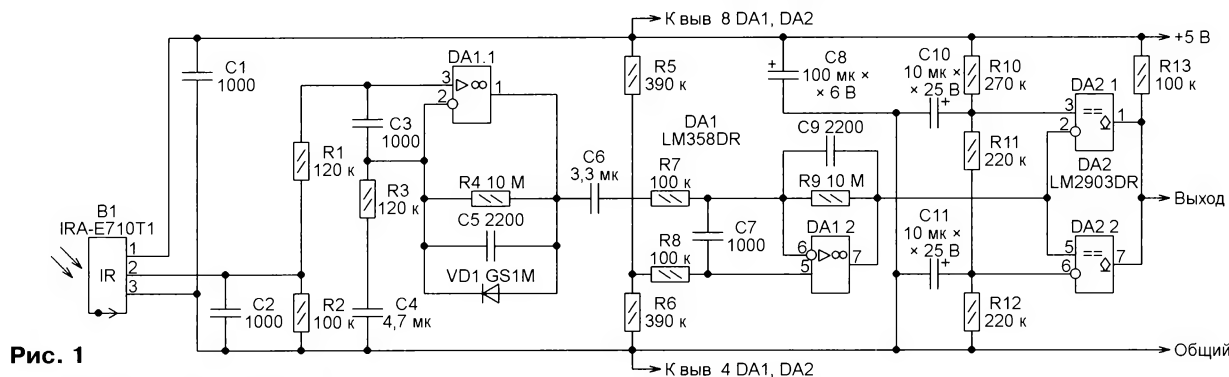 К выв 8 DA1, DA2
+5 В
C1
1000
DA1.1
3
▷∞
2
1
R5
390 к
C8
100 мк ×
× 6 В
C10
10 мк ×
× 25 В
R10
270 к
R13
100 к
DA2 1
3
==
2
1
C3
1000
DA1
LM358DR
C9 2200
R1
120 к
R3
120 к
R4 10 М
C5 2200
VD1 GS1M
C6
3,3 мк
R7
100 к
R9 10 М
R11
220 к
DA2
LM2903DR
Выход
B1
IRA-E710T1
IR
1
2
3
C7
1000
R8
100 к
DA1 2
6
▷∞
5
7
C11
10 мк ×
× 25 В
DA2 2
5
==
6
7
C2
1000
R2
100 к
C4
4,7 мк
R6
390 к
R12
220 к
Рис. 1
Общий
К выв 4 DA1, DA2